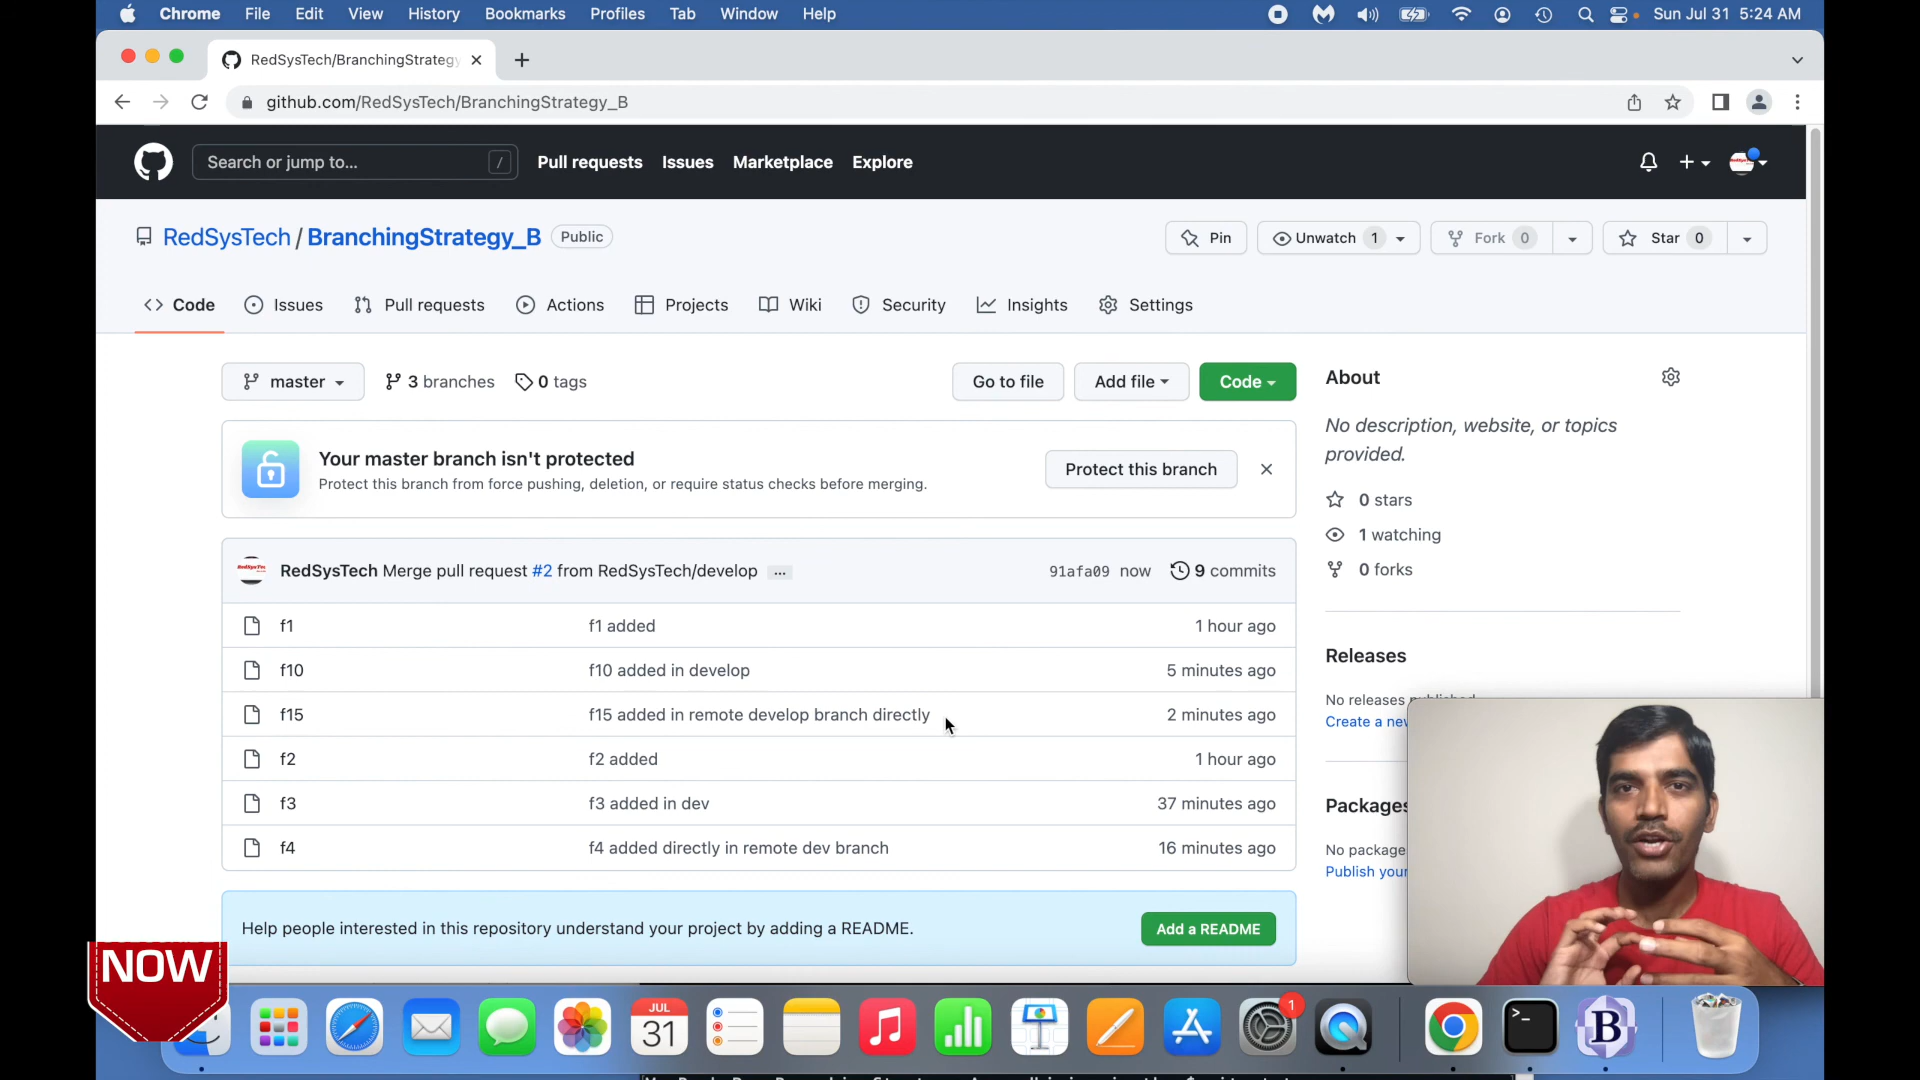 Chrome File Edit View History Bookmarks Profiles Tab Window Help Sun Jul 31 5:24 AM
RedSysTech/BranchingStrateg
github.com/RedSysTech/BranchingStrategy_B
Search or jump to... / Pull requests Issues Marketplace Explore
RedSysTech / BranchingStrategy_B Public Pin Unwatch 1 Fork 0 Star 0
Code Issues Pull requests Actions Projects Wiki Security Insights Settings
master 3 branches 0 tags Go to file Add file Code
About
No description, website, or topics
provided.
Your master branch isn't protected
Protect this branch from force pushing, deletion, or require status checks before merging.
Protect this branch
0 stars
1 watching
0 forks
RedSysTech Merge pull request #2 from RedSysTech/develop ... 91afa09 now 9 commits
f1 f1 added 1 hour ago
f10 f10 added in develop 5 minutes ago
f15 f15 added in remote develop branch directly 2 minutes ago
f2 f2 added 1 hour ago
f3 f3 added in dev 37 minutes ago
f4 f4 added directly in remote dev branch 16 minutes ago
Releases
No releases published
Create a new
Packages
No package
Publish your
Help people interested in this repository understand your project by adding a README. Add a README
NOW
JUL
31
1
>_
B